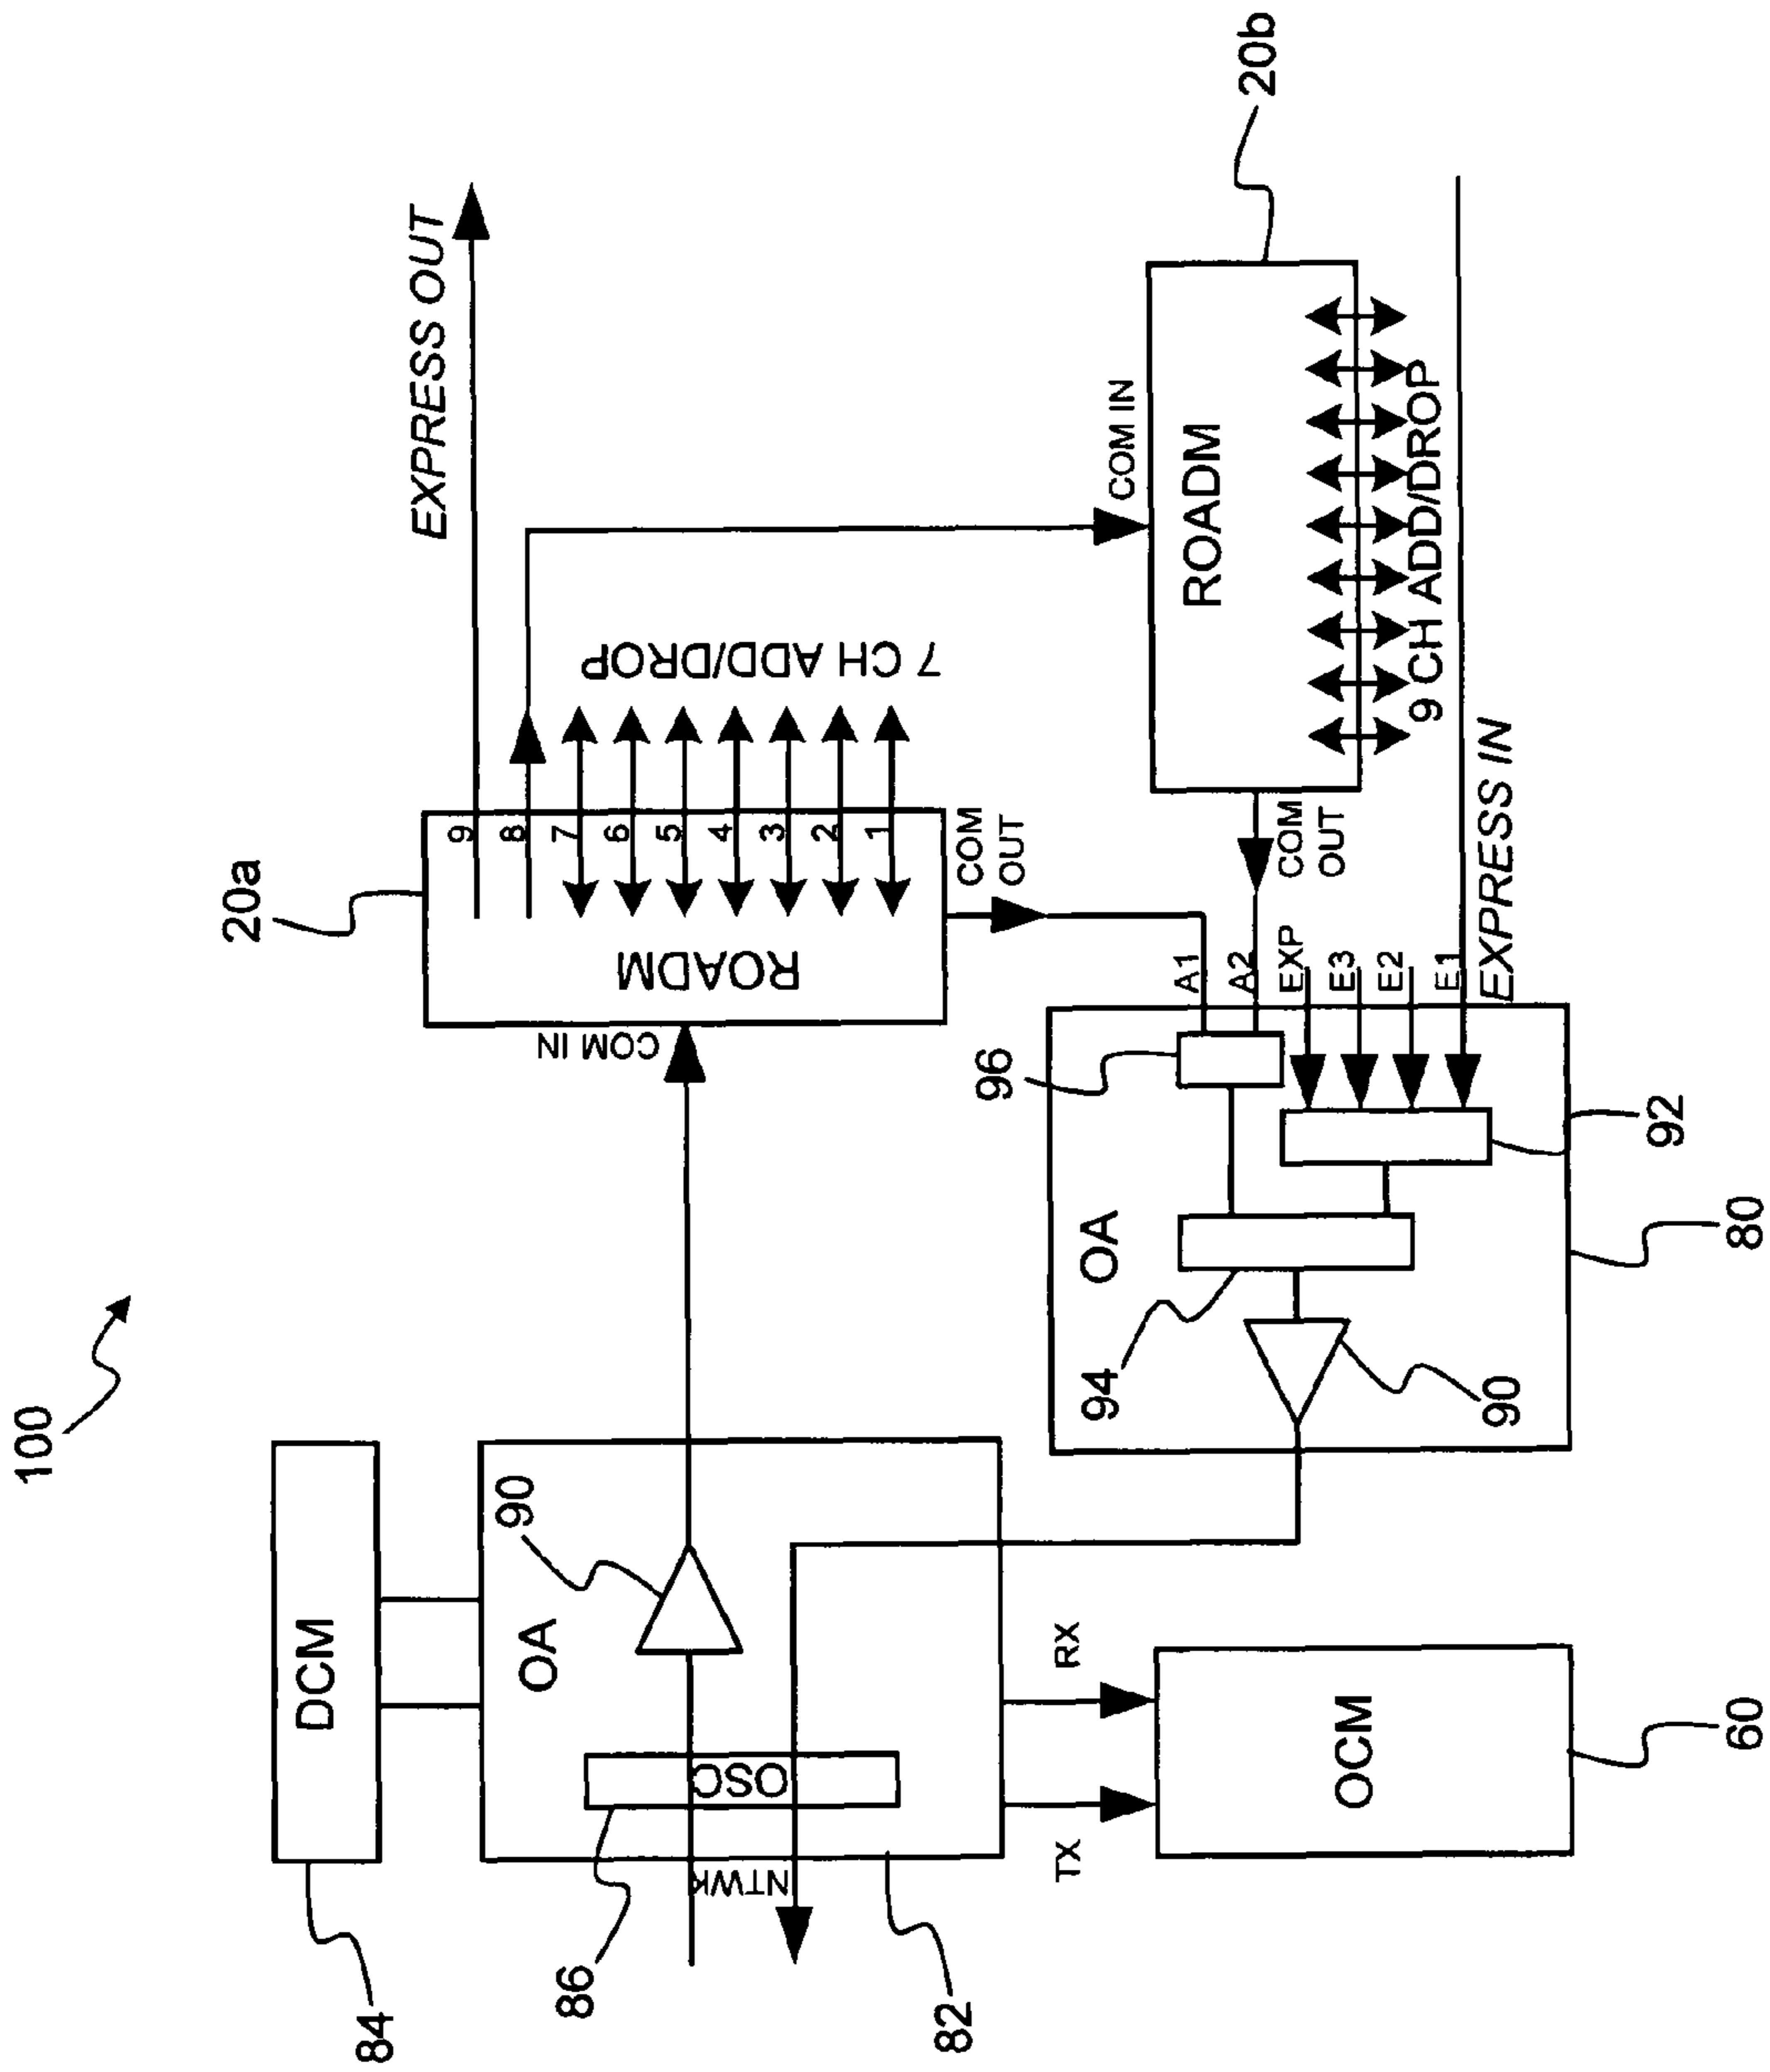 100
EXPRESS OUT
20a
20b
9
8
7
6
5
4
3
2
1
7 CH ADD/DROP
ROADM
COM IN
COM
OUT
COM IN
ROADM
9 CH ADD/DROP
COM
OUT
EXPRESS IN
A1
A2
EXP
E3
E2
E1
96
92
94
90
OA
80
DCM
84
OA
90
OSC
86
NTWK
82
TX
RX
OCM
60